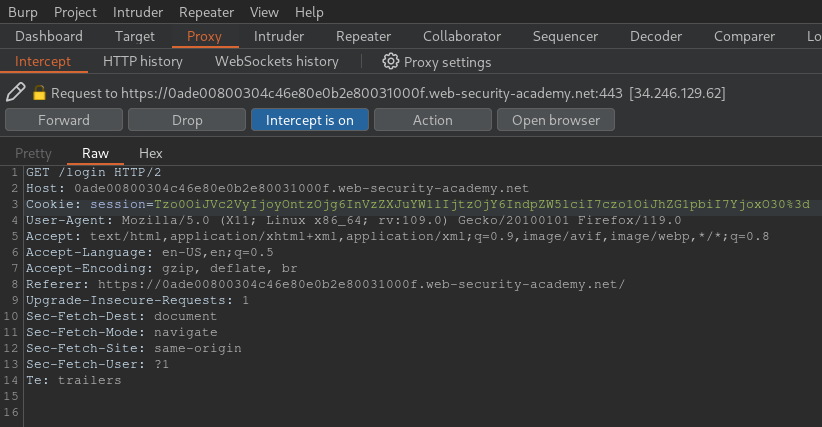 Burp Project Intruder Repeater View Help
Dashboard Target Proxy Intruder Repeater Collaborator Sequencer Decoder Comparer Lo
Intercept HTTP history WebSockets history Proxy settings
Request to https://0ade00800304c46e80e0b2e80031000f.web-security-academy.net:443 [34.246.129.62]
Forward Drop Intercept is on Action Open browser
Pretty Raw Hex
1 GET /login HTTP/2
2 Host: 0ade00800304c46e80e0b2e80031000f.web-security-academy.net
3 Cookie: session=Tzo0OiJVc2VyIjoyOntzOjg6InVzZXJuYW1lIjtzOjY6IndpZW5lciI7czo1OiJhZG1pbiI7YjoxO30%3d
4 User-Agent: Mozilla/5.0 (X11; Linux x86_64; rv:109.0) Gecko/20100101 Firefox/119.0
5 Accept: text/html,application/xhtml+xml,application/xml;q=0.9,image/avif,image/webp,*/*;q=0.8
6 Accept-Language: en-US,en;q=0.5
7 Accept-Encoding: gzip, deflate, br
8 Referer: https://0ade00800304c46e80e0b2e80031000f.web-security-academy.net/
9 Upgrade-Insecure-Requests: 1
10 Sec-Fetch-Dest: document
11 Sec-Fetch-Mode: navigate
12 Sec-Fetch-Site: same-origin
13 Sec-Fetch-User: ?1
14 Te: trailers
15
16